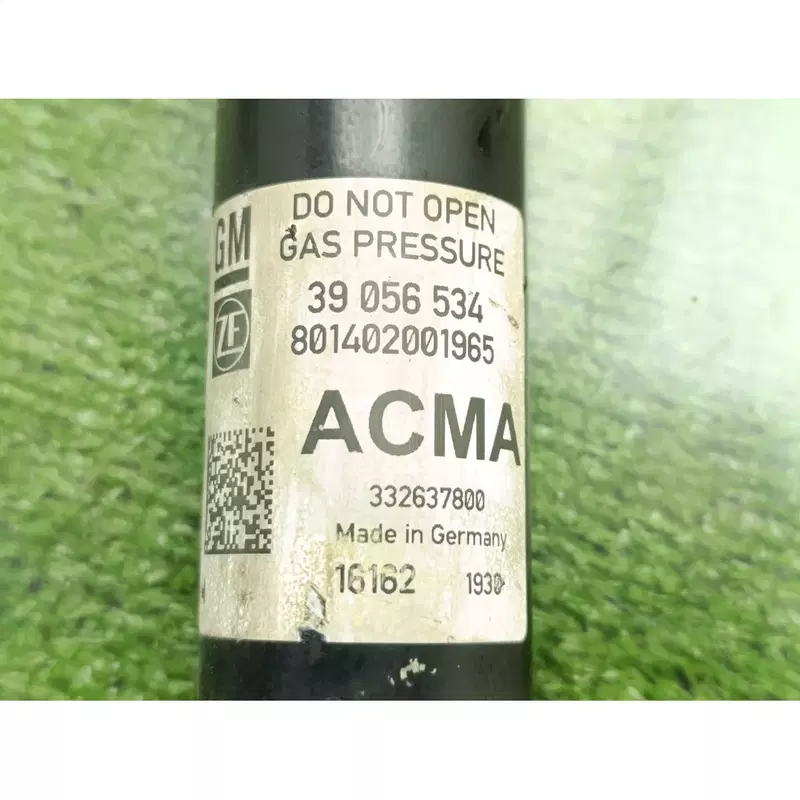 GM
ZF
DO NOT OPEN
GAS PRESSURE
39 056 534
801402001965
ACMA
332637800
Made in Germany
16162 1930